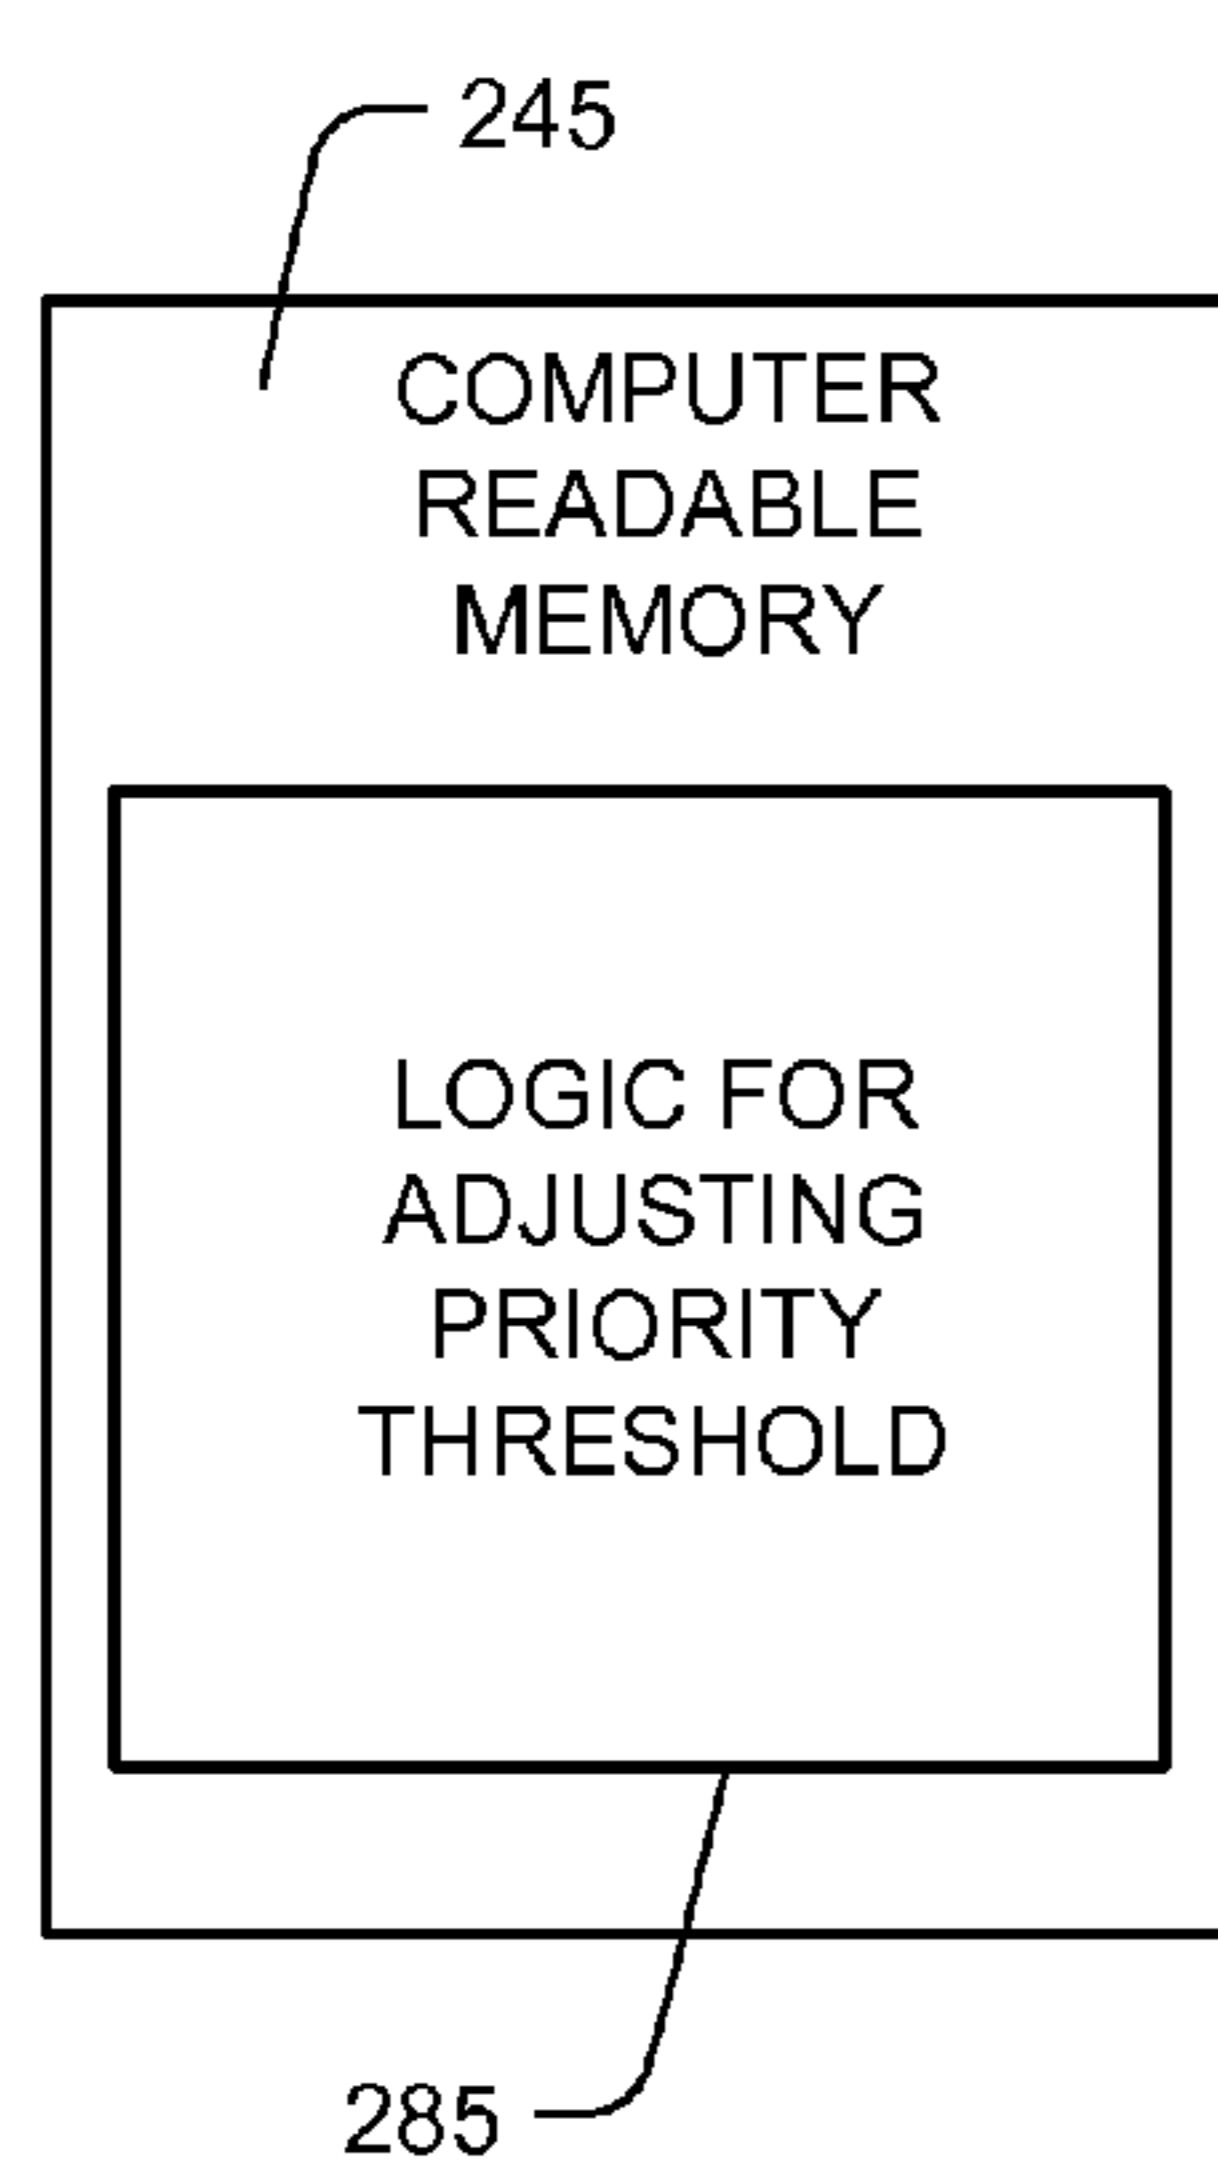 245
COMPUTER
READABLE
MEMORY
LOGIC FOR
ADJUSTING
PRIORITY
THRESHOLD
285